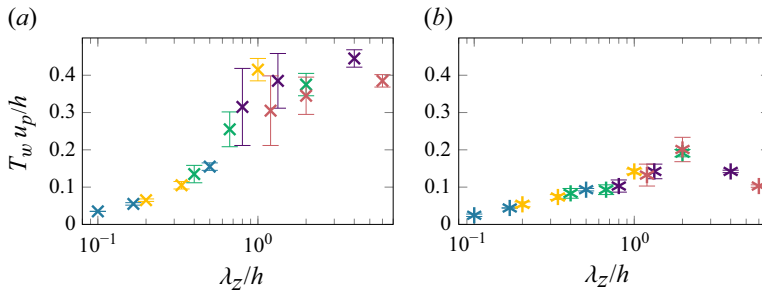 (a) (b)
0.4 0.4
0.3 0.3
T_w u_p/h
0.2 0.2
0.1 0.1
0 0
10^{-1} 10^0 10^{-1} 10^0
λ_z/h λ_z/h